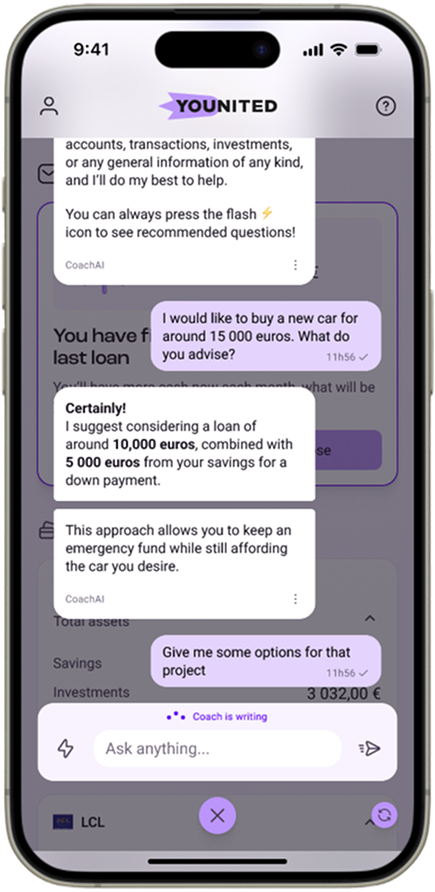 9:41
YOUNITED
accounts, transactions, investments,
or any general information of any kind,
and I'll do my best to help.
You can always press the flash ⚡
icon to see recommended questions!
CoachAI
I would like to buy a new car for
around 15 000 euros. What do
you advise?
11h56 ✓
You have f
last loan
You'll have more cash now each month, what will be
Certainly!
I suggest considering a loan of
around 10,000 euros, combined with
5 000 euros from your savings for a
down payment.
This approach allows you to keep an
emergency fund while still affording
the car you desire.
CoachAI
Total assets
Give me some options for that
project
11h56 ✓
Savings
Investments
3 032,00 €
Coach is writing
Ask anything...
LCL